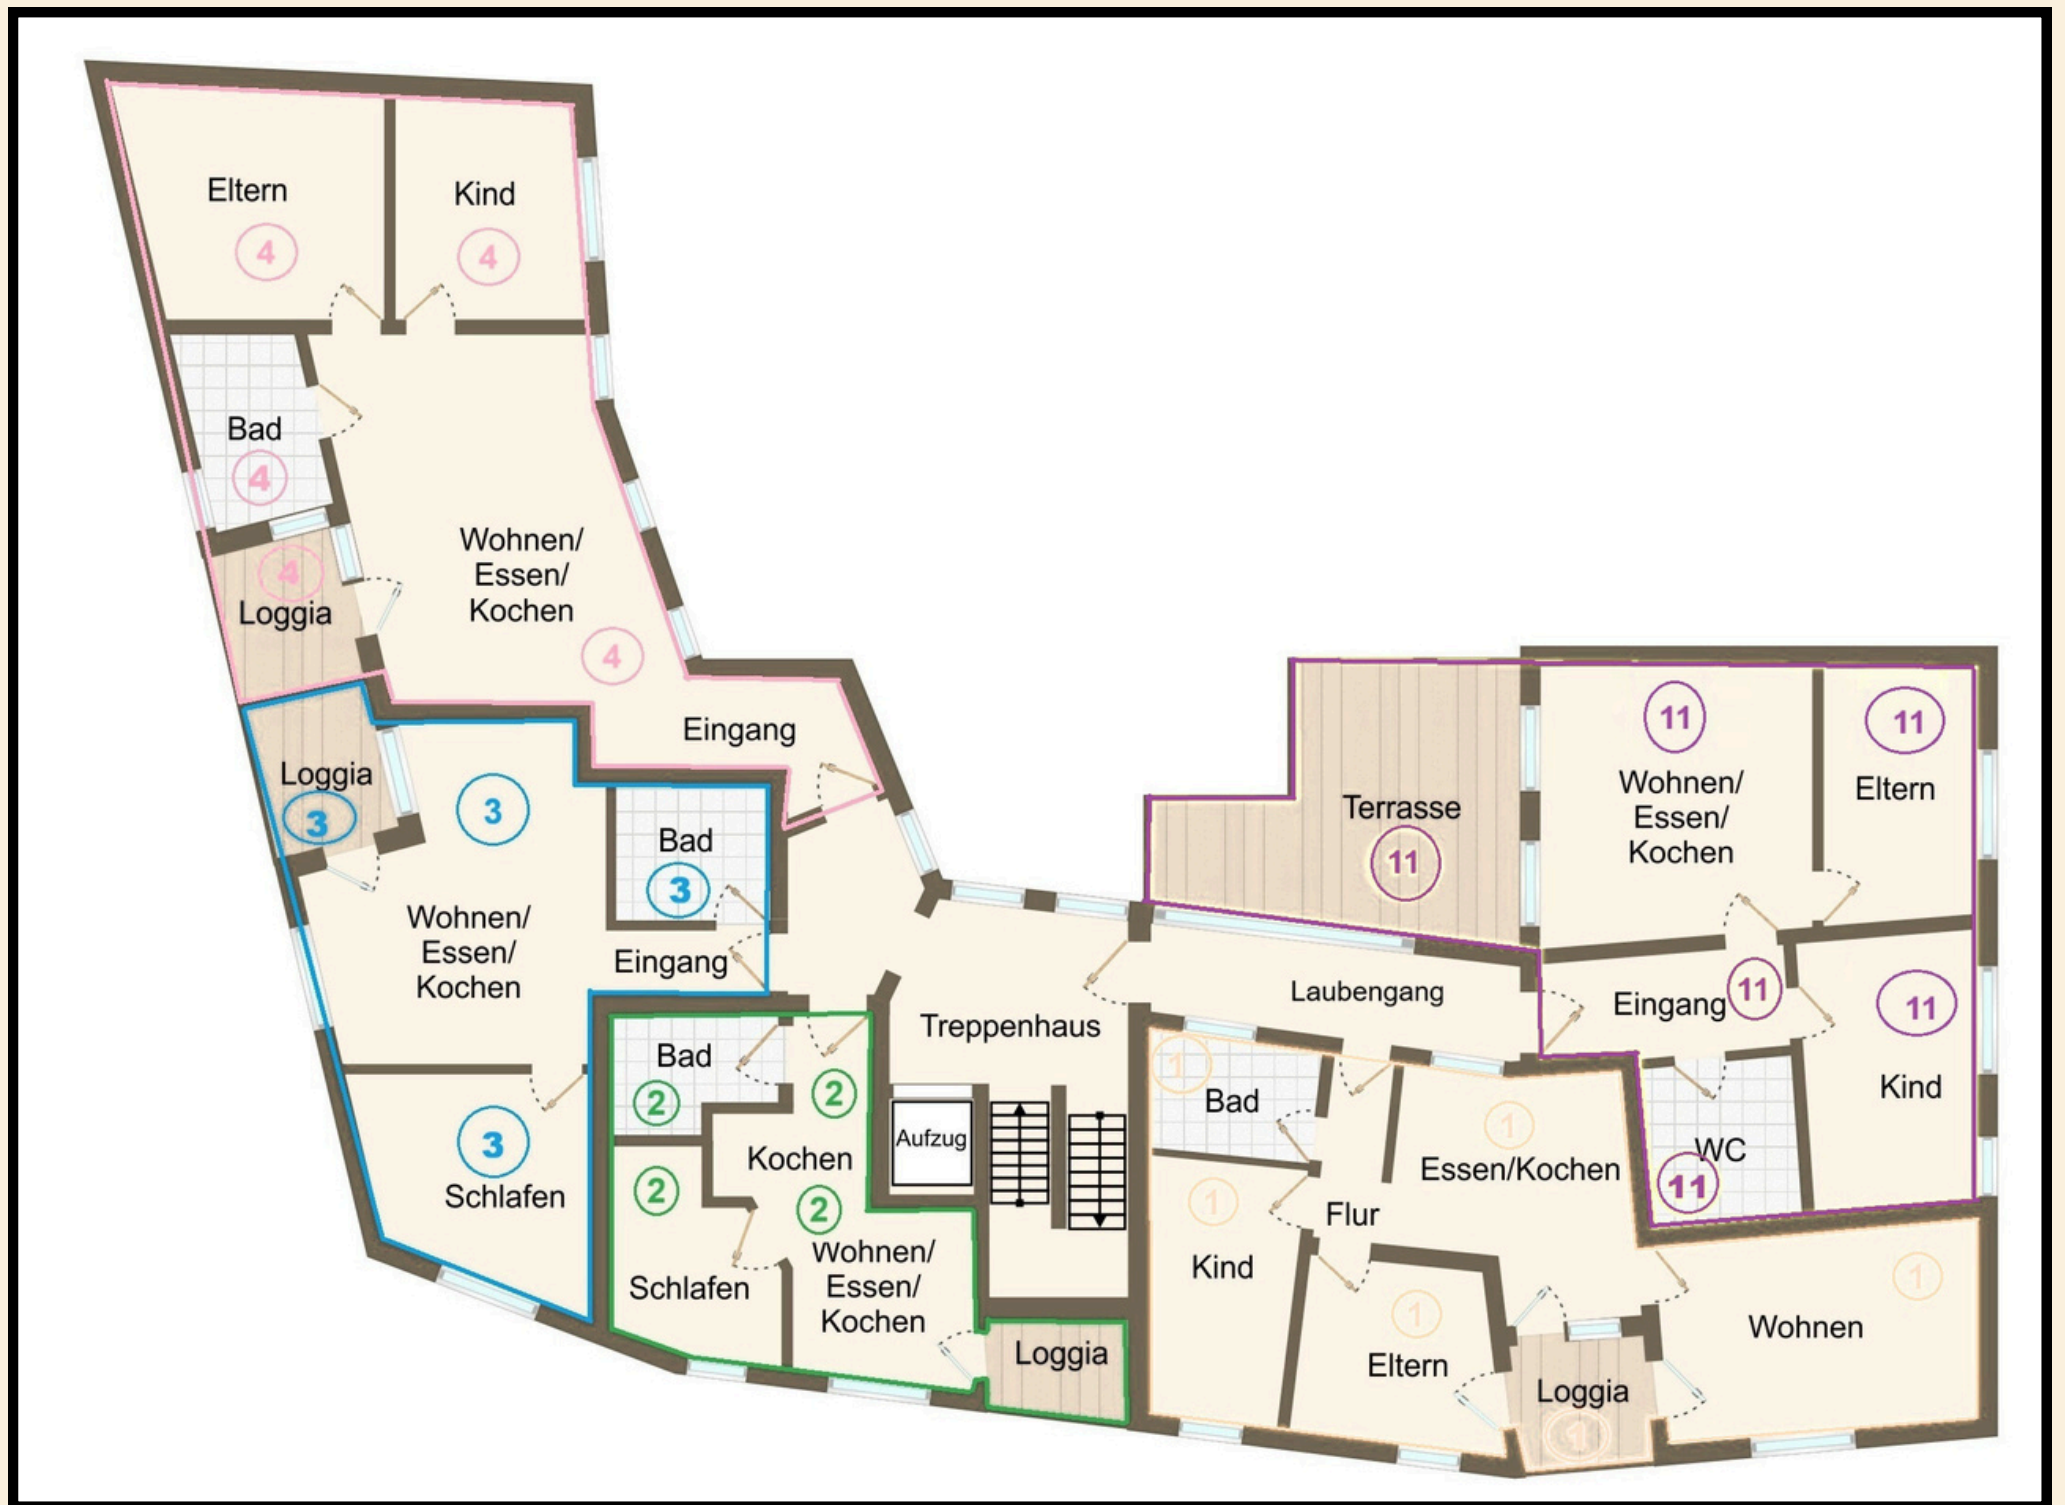 Eltern
4
Kind
4
Bad
4
Wohnen/
Essen/
Kochen
4
4
Loggia
Eingang
Loggia
3
3
Bad
3
Wohnen/
Essen/
Kochen
Eingang
3
Schlafen
Bad
2
2
Kochen
2
2
Schlafen
Wohnen/
Essen/
Kochen
Loggia
Treppenhaus
Aufzug
Laubengang
Terrasse
11
11
Wohnen/
Essen/
Kochen
11
Eltern
Eingang
11
11
Kind
WC
11
1
Bad
1
Essen/Kochen
1
Kind
Flur
1
Eltern
1
Wohnen
Loggia
1